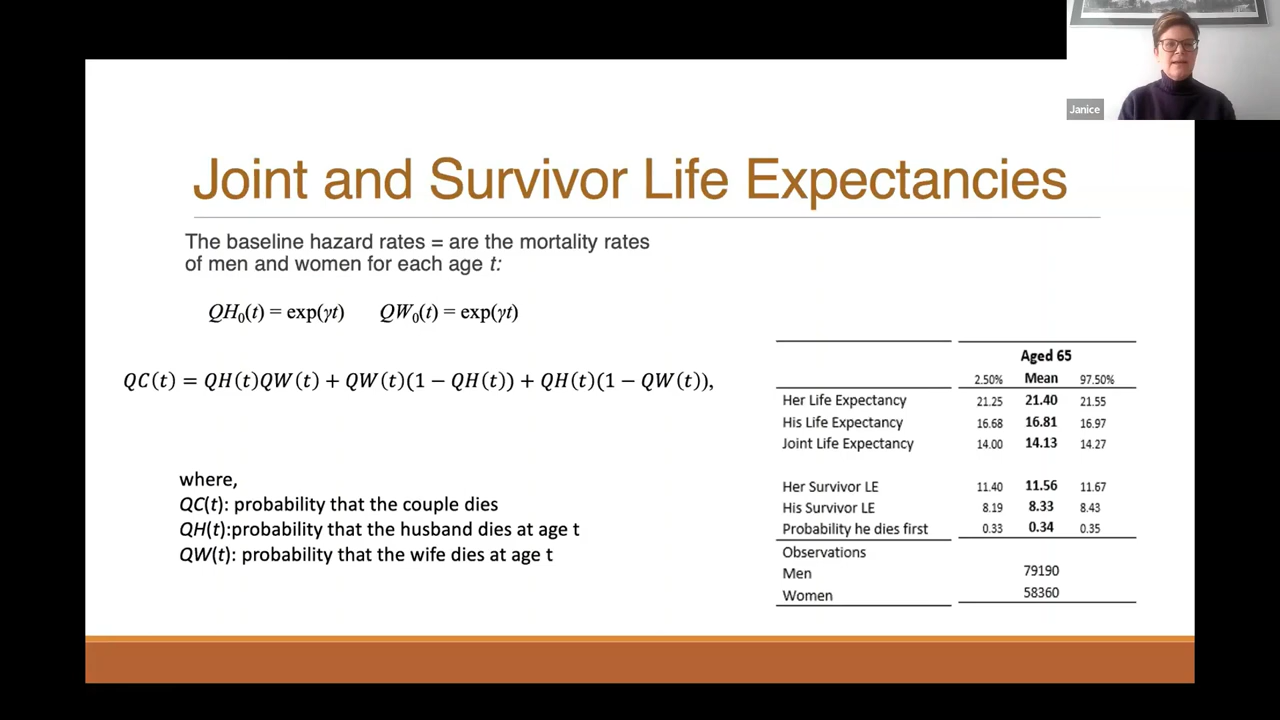 Janice
Joint and Survivor Life Expectancies
The baseline hazard rates = are the mortality rates
of men and women for each age t:
QH₀(t) = exp(γt) QW₀(t) = exp(γt)
QC(t) = QH(t)QW(t) + QW(t)(1 − QH(t)) + QH(t)(1 − QW(t)),
where,
QC(t): probability that the couple dies
QH(t):probability that the husband dies at age t
QW(t): probability that the wife dies at age t
Aged 65
2.50% Mean 97.50%
Her Life Expectancy 21.25 21.40 21.55
His Life Expectancy 16.68 16.81 16.97
Joint Life Expectancy 14.00 14.13 14.27
Her Survivor LE 11.40 11.56 11.67
His Survivor LE 8.19 8.33 8.43
Probability he dies first 0.33 0.34 0.35
Observations
Men 79190
Women 58360